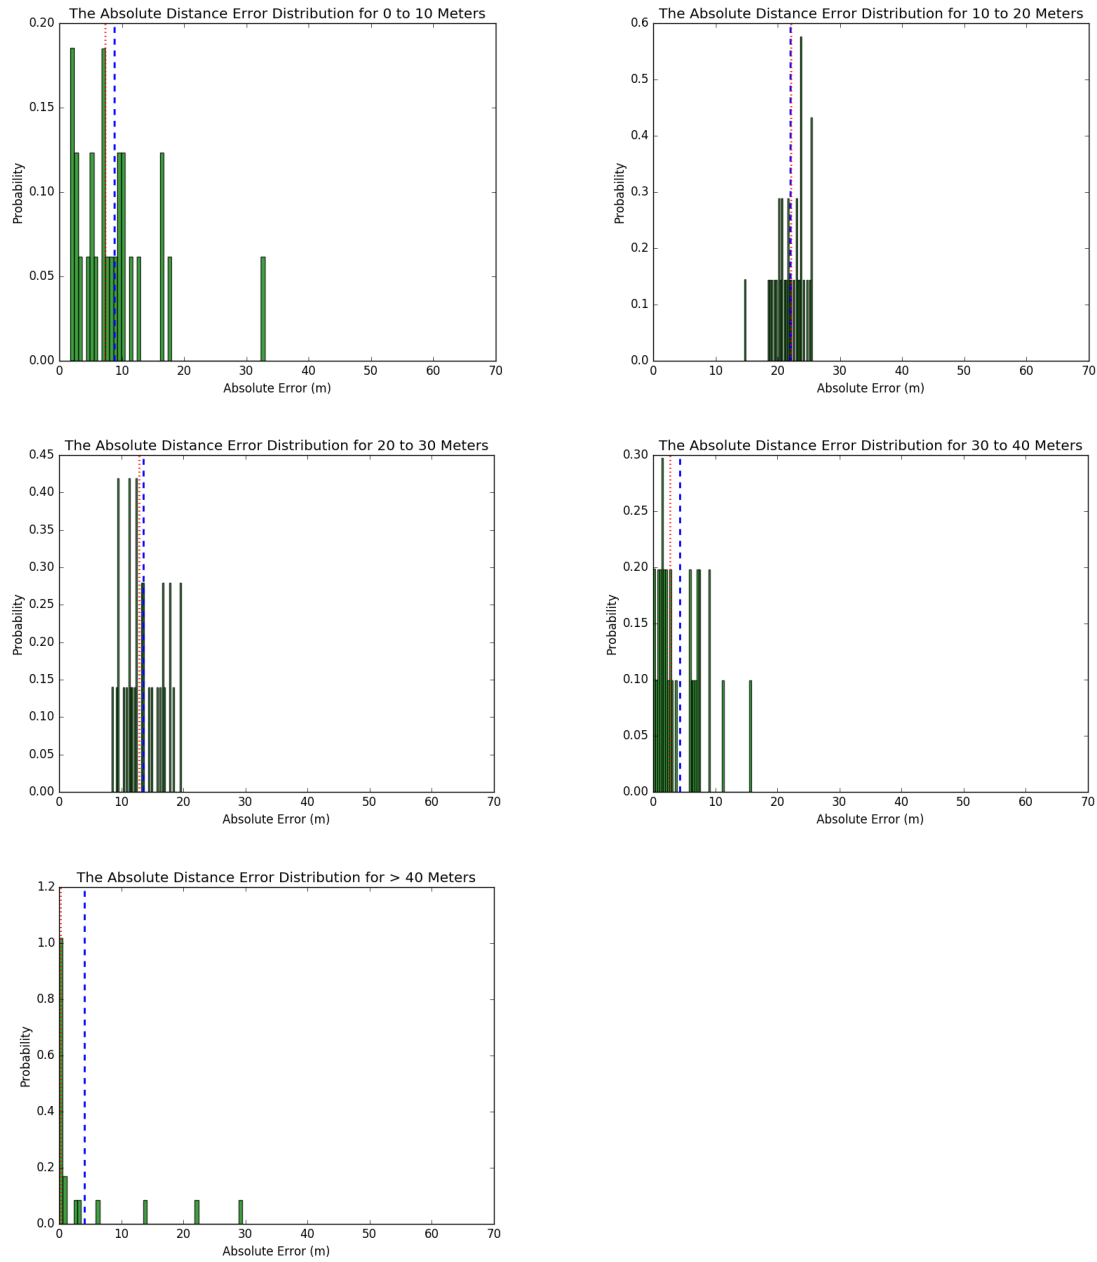 The Absolute Distance Error Distribution for 0 to 10 Meters
0.20
0.15
0.10
0.05
0.00
Probability
0 10 20 30 40 50 60 70
Absolute Error (m)
The Absolute Distance Error Distribution for 10 to 20 Meters
0.6
0.5
0.4
0.3
0.2
0.1
0.0
Probability
0 10 20 30 40 50 60 70
Absolute Error (m)
The Absolute Distance Error Distribution for 20 to 30 Meters
0.45
0.40
0.35
0.30
0.25
0.20
0.15
0.10
0.05
0.00
Probability
0 10 20 30 40 50 60 70
Absolute Error (m)
The Absolute Distance Error Distribution for 30 to 40 Meters
0.30
0.25
0.20
0.15
0.10
0.05
0.00
Probability
0 10 20 30 40 50 60 70
Absolute Error (m)
The Absolute Distance Error Distribution for > 40 Meters
1.2
1.0
0.8
0.6
0.4
0.2
0.0
Probability
0 10 20 30 40 50 60 70
Absolute Error (m)